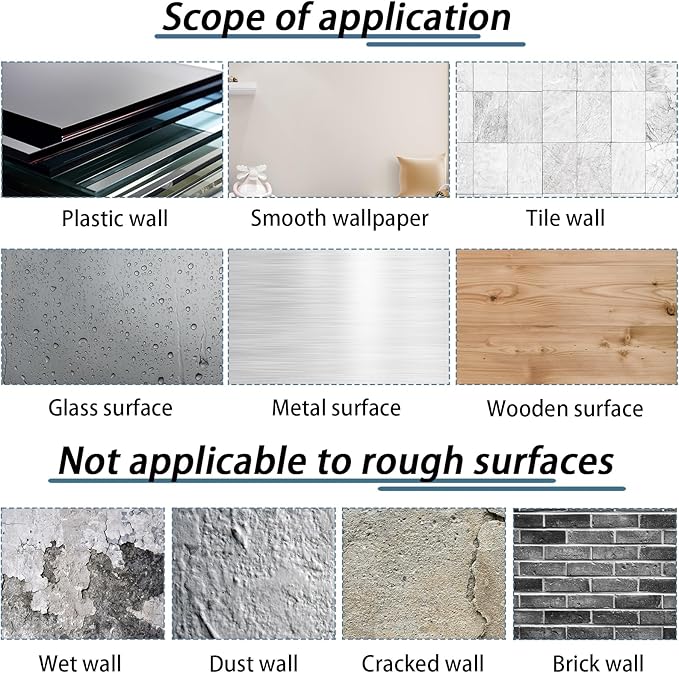 Scope of application
Plastic wall
Smooth wallpaper
Tile wall
Glass surface
Metal surface
Wooden surface
Not applicable to rough surfaces
Wet wall
Dust wall
Cracked wall
Brick wall